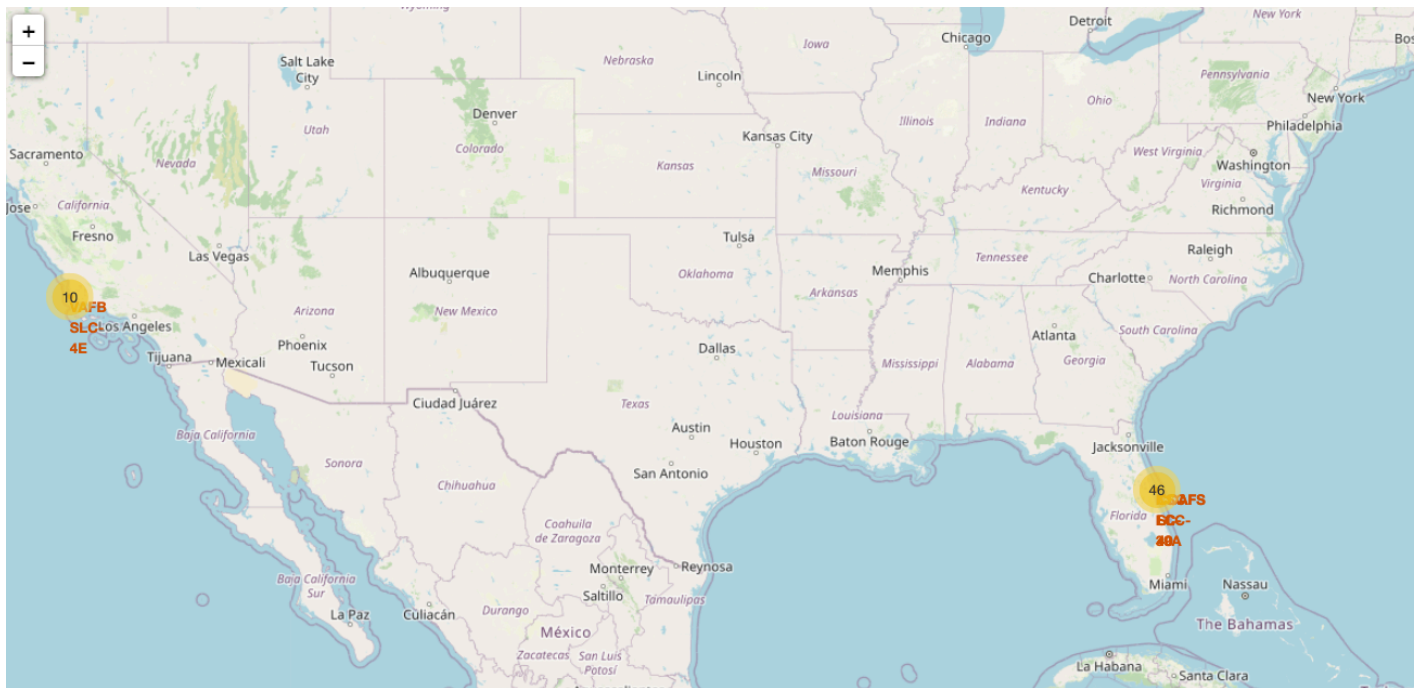 Wyoming
Detroit
New York
Chicago
Iowa
Salt Lake
City
Nebraska
Lincoln
Pennsylvania
New York
Denver
Ohio
Illinois
Indiana
Utah
Philadelphia
Kansas City
Sacramento
Nevada
Colorado
Kansas
Missouri
West Virginia
Washington
Kentucky
Virginia
California
Jose
Richmond
Fresno
Las Vegas
Tulsa
Raleigh
Albuquerque
Oklahoma
Memphis
Tennessee
Charlotte
North Carolina
10
VAFB
SLC-
4E
Los Angeles
Arizona
New Mexico
Arkansas
South Carolina
Phoenix
Atlanta
Tijuana
Mexicali
Tucson
Dallas
Mississippi
Alabama
Georgia
Ciudad Juárez
Texas
Louisiana
Baja California
Austin
Houston
Baton Rouge
Jacksonville
Sonora
San Antonio
Chihuahua
46
Florida
Coahuila
de Zaragoza
Monterrey
Reynosa
Baja California
Sur
Saltillo
Tamaulipas
Miami
Nassau
La Paz
Culiacán
Durango
The Bahamas
México
Zacatecas
San Luis
Potosí
La Habana
Santa Clara